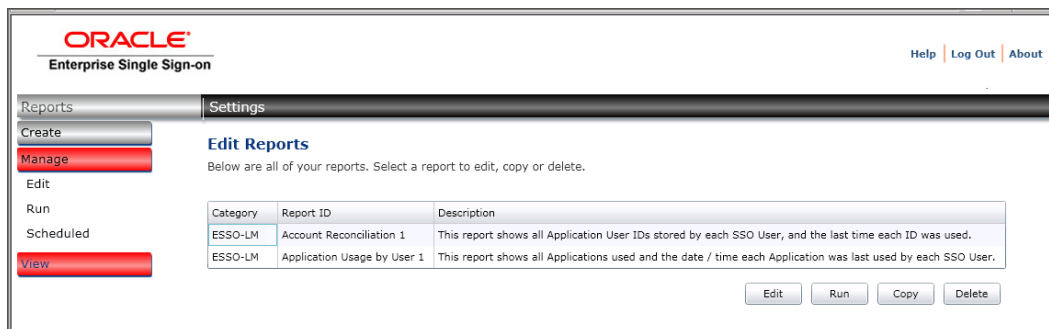 ORACLE®
Enterprise Single Sign-on
Help Log Out About
Reports
Settings
Create
Manage
Edit
Run
Scheduled
View
Edit Reports
Below are all of your reports. Select a report to edit, copy or delete.
Category Report ID Description
ESSO-LM Account Reconciliation 1 This report shows all Application User IDs stored by each SSO User, and the last time each ID was used.
ESSO-LM Application Usage by User 1 This report shows all Applications used and the date / time each Application was last used by each SSO User.
Edit Run Copy Delete